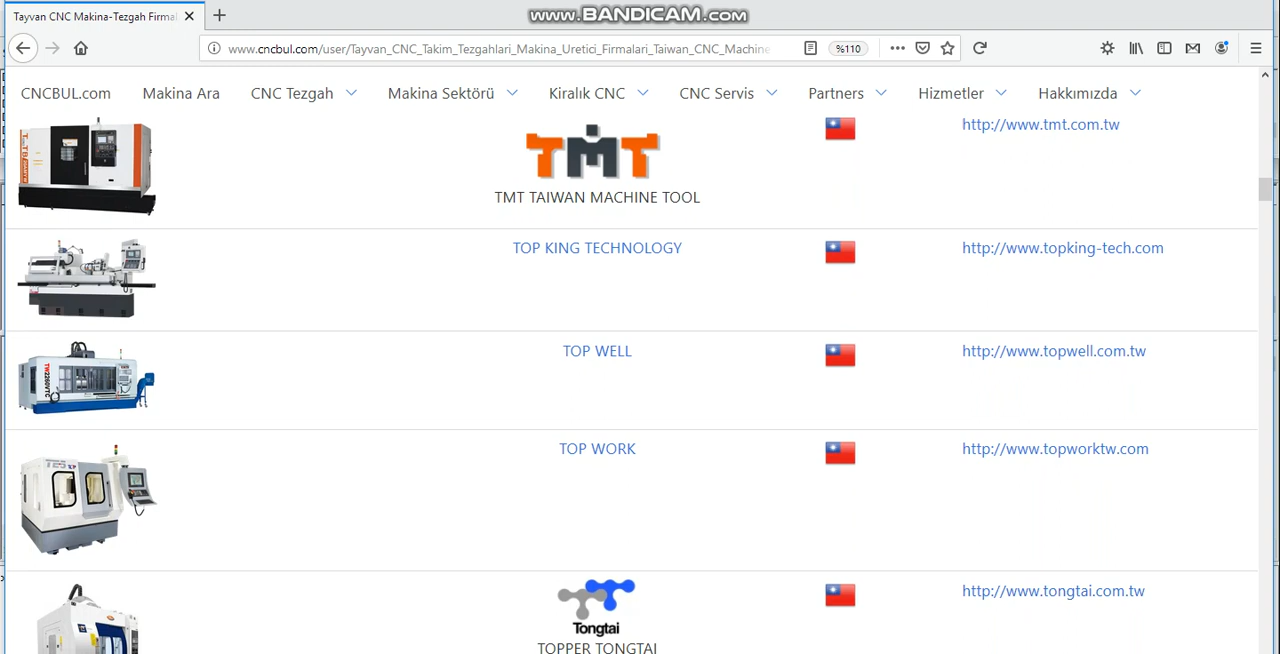 Tayvan CNC Makina-Tezgah Firmal
www.BANDICAM.com
www.cncbul.com/user/Tayvan_CNC_Takim_Tezgahlari_Makina_Uretici_Firmalari_Taiwan_CNC_Machine
%110
CNCBUL.com Makina Ara CNC Tezgah Makina Sektörü Kiralık CNC CNC Servis Partners Hizmetler Hakkımızda
TMT
http://www.tmt.com.tw
TMT TAIWAN MACHINE TOOL
TOP KING TECHNOLOGY http://www.topking-tech.com
TOP WELL http://www.topwell.com.tw
TOP WORK http://www.topworktw.com
http://www.tongtai.com.tw
Tongtai
TOPPER TONGTAI